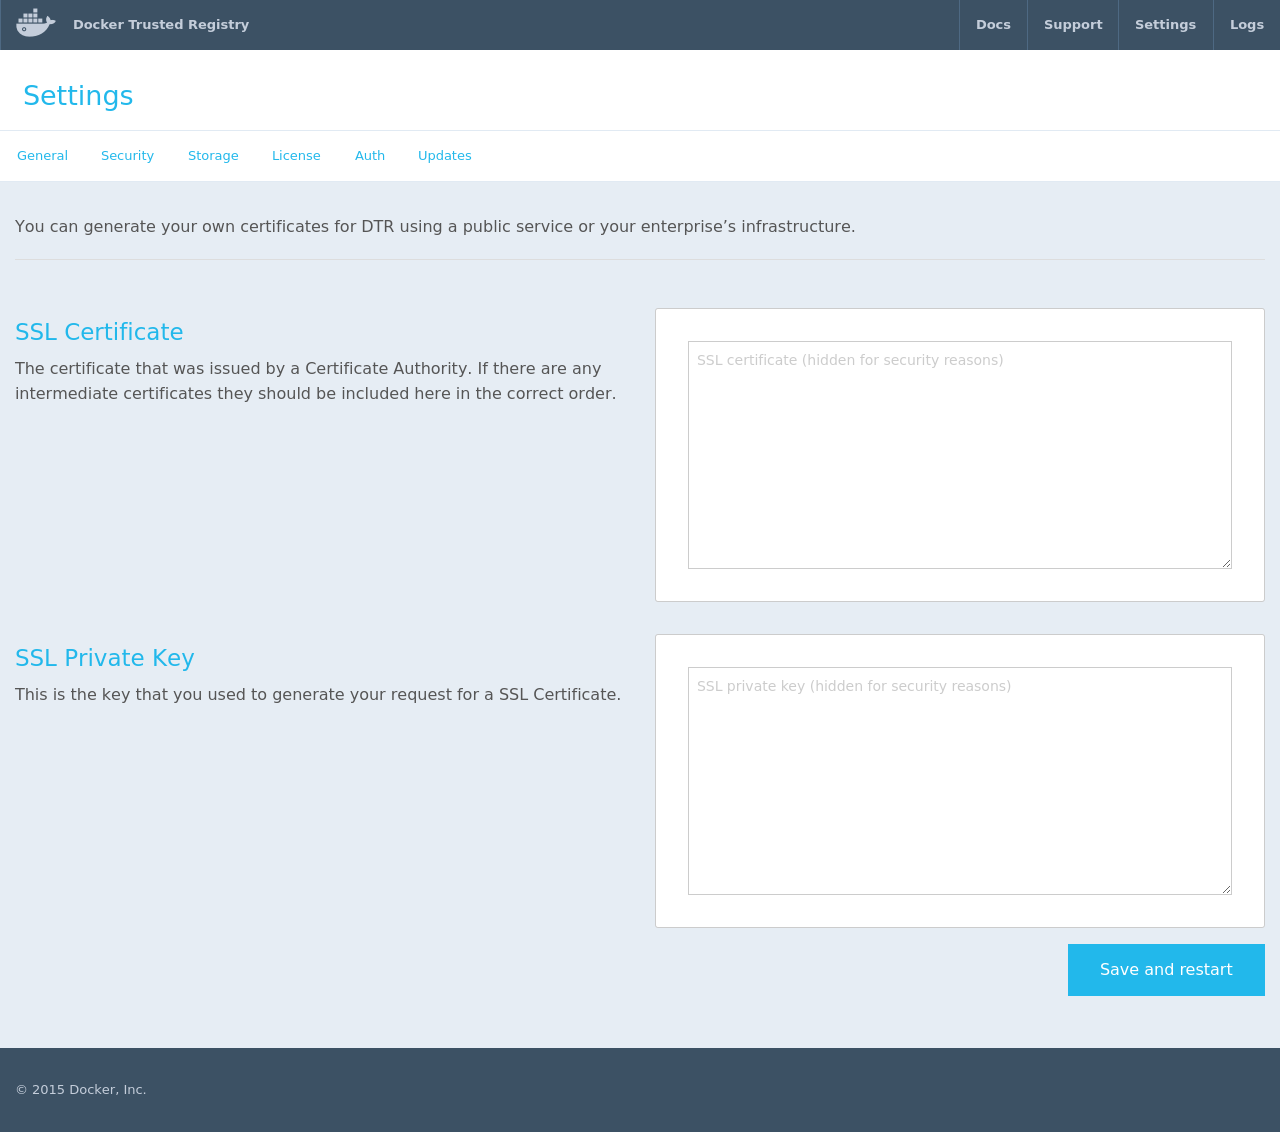 Docker Trusted Registry
Docs
Support
Settings
Logs
Settings
General
Security
Storage
License
Auth
Updates
You can generate your own certificates for DTR using a public service or your enterprise’s infrastructure.
SSL Certificate
The certificate that was issued by a Certificate Authority. If there are any
intermediate certificates they should be included here in the correct order.
SSL certificate (hidden for security reasons)
SSL Private Key
This is the key that you used to generate your request for a SSL Certificate.
SSL private key (hidden for security reasons)
Save and restart
© 2015 Docker, Inc.